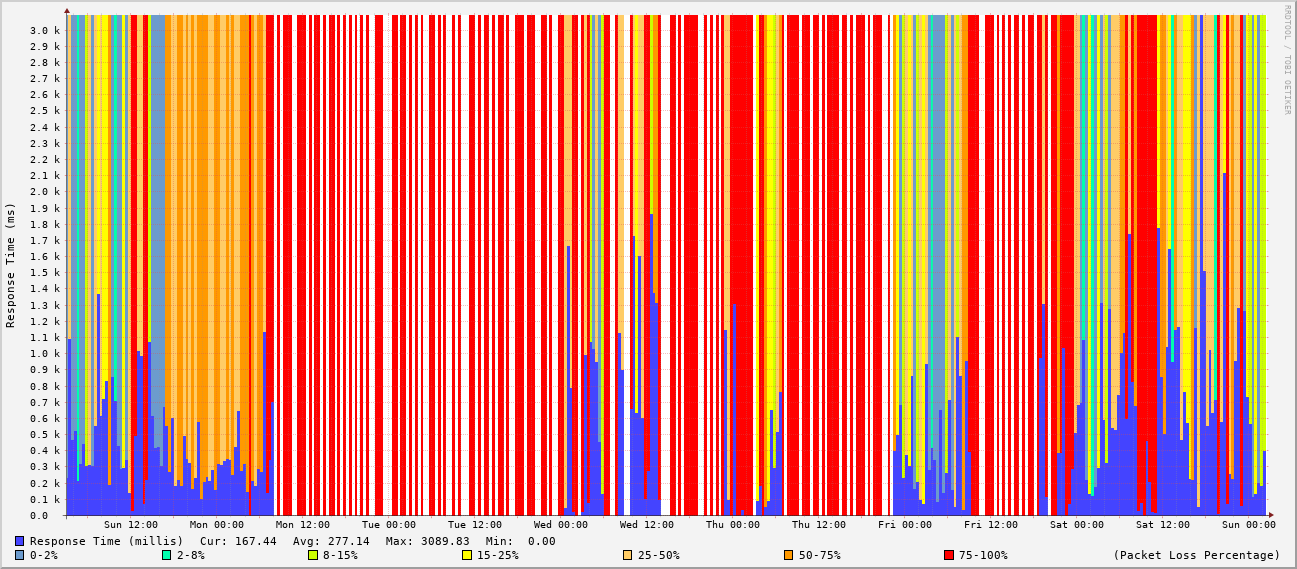 RRDTOOL / TOBI OETIKER
Response Time (ms)
3.0 k
2.9 k
2.8 k
2.7 k
2.6 k
2.5 k
2.4 k
2.3 k
2.2 k
2.1 k
2.0 k
1.9 k
1.8 k
1.7 k
1.6 k
1.5 k
1.4 k
1.3 k
1.2 k
1.1 k
1.0 k
0.9 k
0.8 k
0.7 k
0.6 k
0.5 k
0.4 k
0.3 k
0.2 k
0.1 k
0.0
Sun 12:00 Mon 00:00 Mon 12:00 Tue 00:00 Tue 12:00 Wed 00:00 Wed 12:00 Thu 00:00 Thu 12:00 Fri 00:00 Fri 12:00 Sat 00:00 Sat 12:00 Sun 00:00
Response Time (millis) Cur: 167.44 Avg: 277.14 Max: 3089.83 Min: 0.00
0-2% 2-8% 8-15% 15-25% 25-50% 50-75% 75-100% (Packet Loss Percentage)